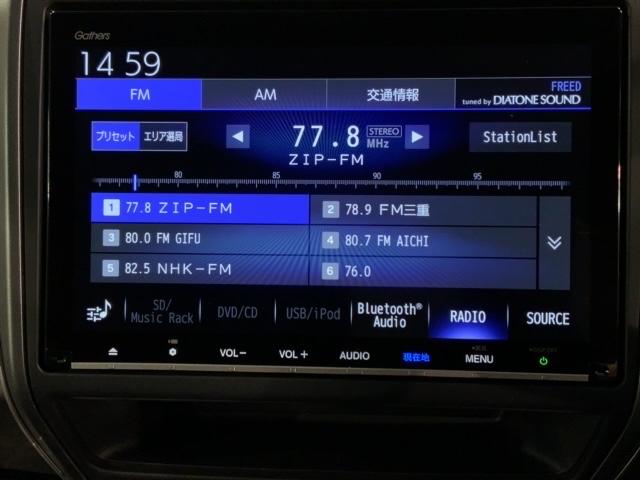 Gathers
14 59
FM AM 交通情報 FREED
tuned by DIATONE SOUND
プリセット エリア選局 77.8 STEREO MHz StationList
ZIP-FM
80 85 90 95
1 77.8 ZIP-FM 2 78.9 FM三重
3 80.0 FM GIFU 4 80.7 FM AICHI
5 82.5 NHK-FM 6 76.0
SD/ Music Rack DVD/CD USB/iPod Bluetooth® Audio RADIO SOURCE
VOL- VOL+ AUDIO 現在地 MENU